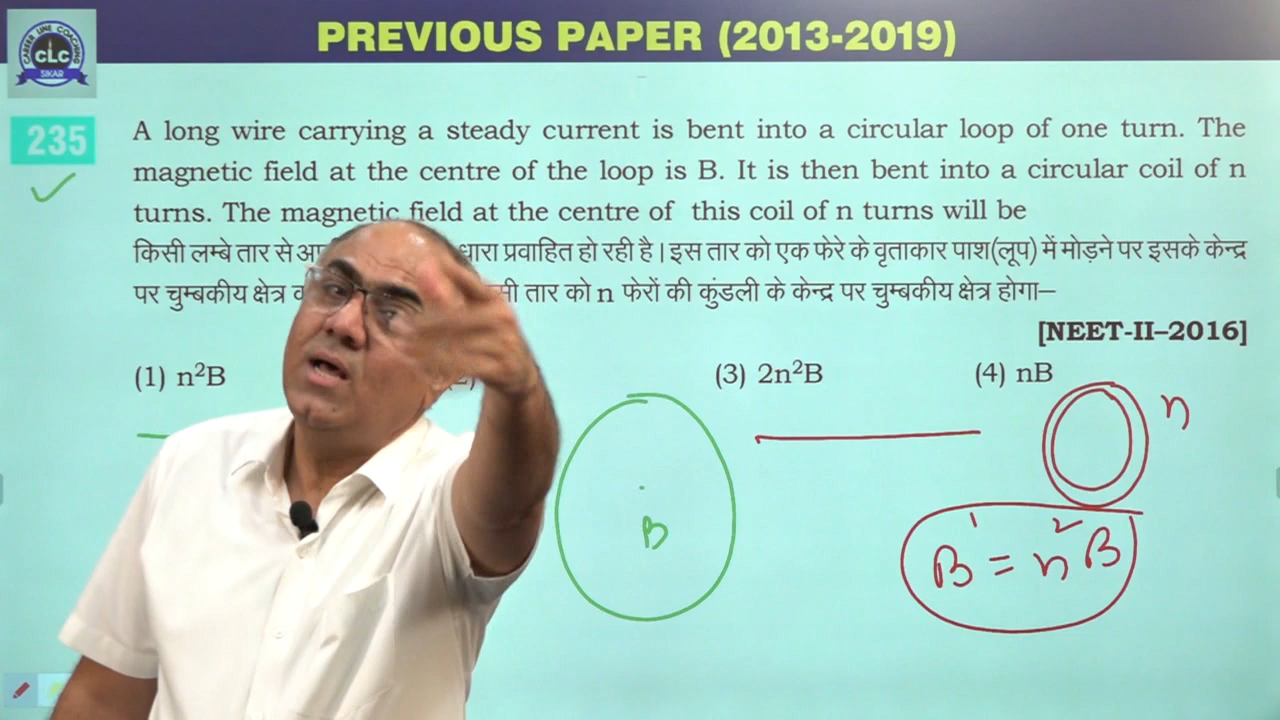 PREVIOUS PAPER (2013-2019)
CAREER LINE COACHING
CLC
SIKAR
235
A long wire carrying a steady current is bent into a circular loop of one turn. The
magnetic field at the centre of the loop is B. It is then bent into a circular coil of n
turns. The magnetic field at the centre of this coil of n turns will be
किसी लम्बे तार से धारा प्रवाहित हो रही है। इस तार को एक फेरे के वृताकार पाश(लूप) में मोड़ने पर इसके केन्द्र
पर चुम्बकीय क्षेत्र तार को n फेरों की कुंडली के केन्द्र पर चुम्बकीय क्षेत्र होगा–
[NEET-II–2016]
(1) n²B (3) 2n²B (4) nB
n
B
B' = n²B